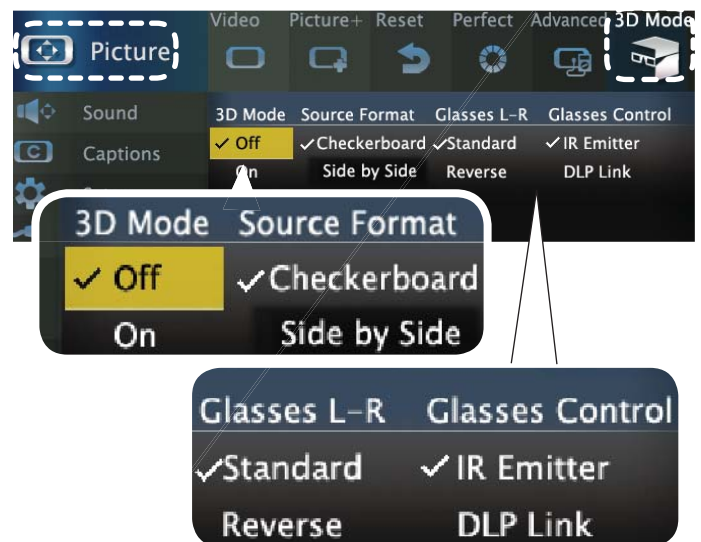 Video Picture+ Reset Perfect Advanced 3D Mode
Picture
Sound
3D Mode Source Format Glasses L-R Glasses Control
✓ Off ✓Checkerboard ✓Standard ✓IR Emitter
Captions
On Side by Side Reverse DLP Link
3D Mode Source Format
✓ Off ✓Checkerboard
On Side by Side
Glasses L-R Glasses Control
✓Standard ✓IR Emitter
Reverse DLP Link